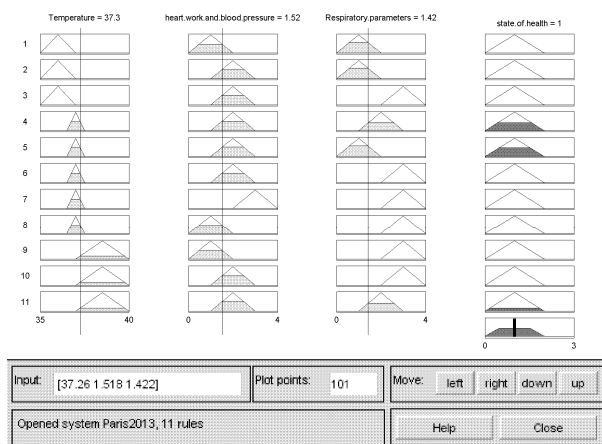 Temperature = 37.3
heart.work.and.blood.pressure = 1.52
Respiratory.parameters = 1.42
state.of.health = 1
1
2
3
4
5
6
7
8
9
10
11
35 40
0 4
0 4
0 3
Input: [37.26 1.518 1.422]
Plot points: 101
Move: left right down up
Opened system Paris2013, 11 rules
Help
Close